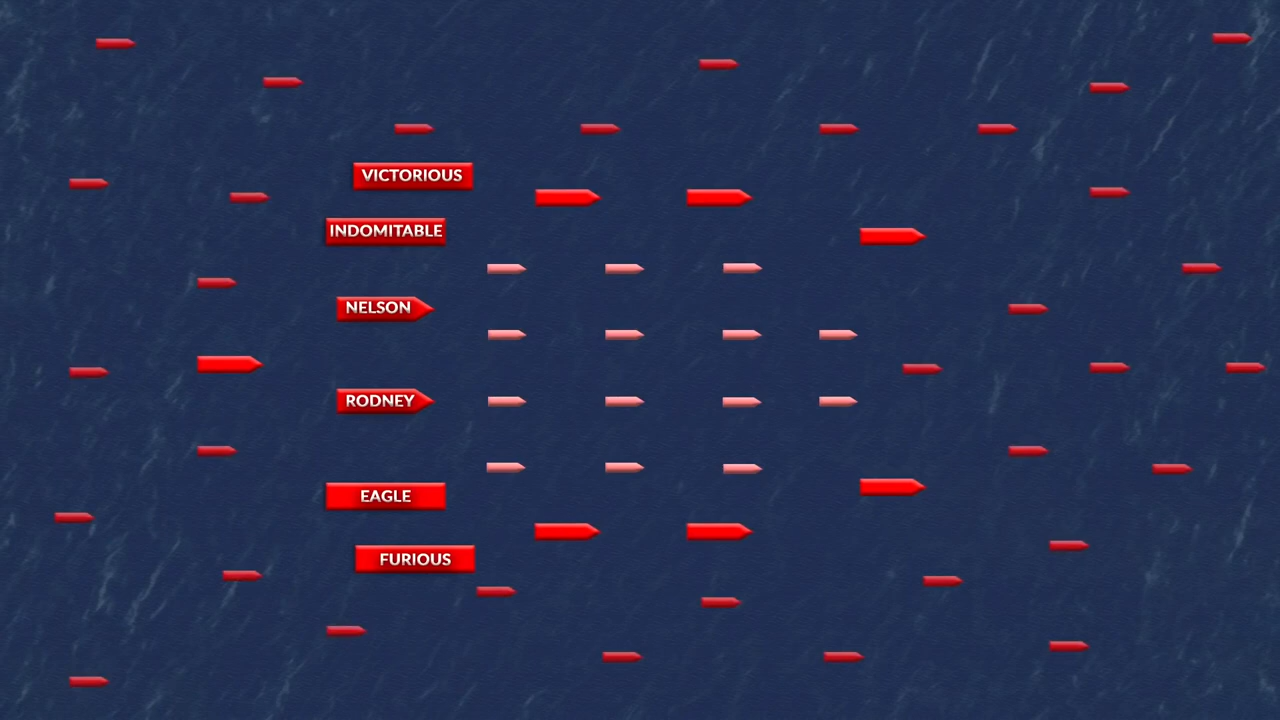 VICTORIOUS
INDOMITABLE
NELSON
RODNEY
EAGLE
FURIOUS